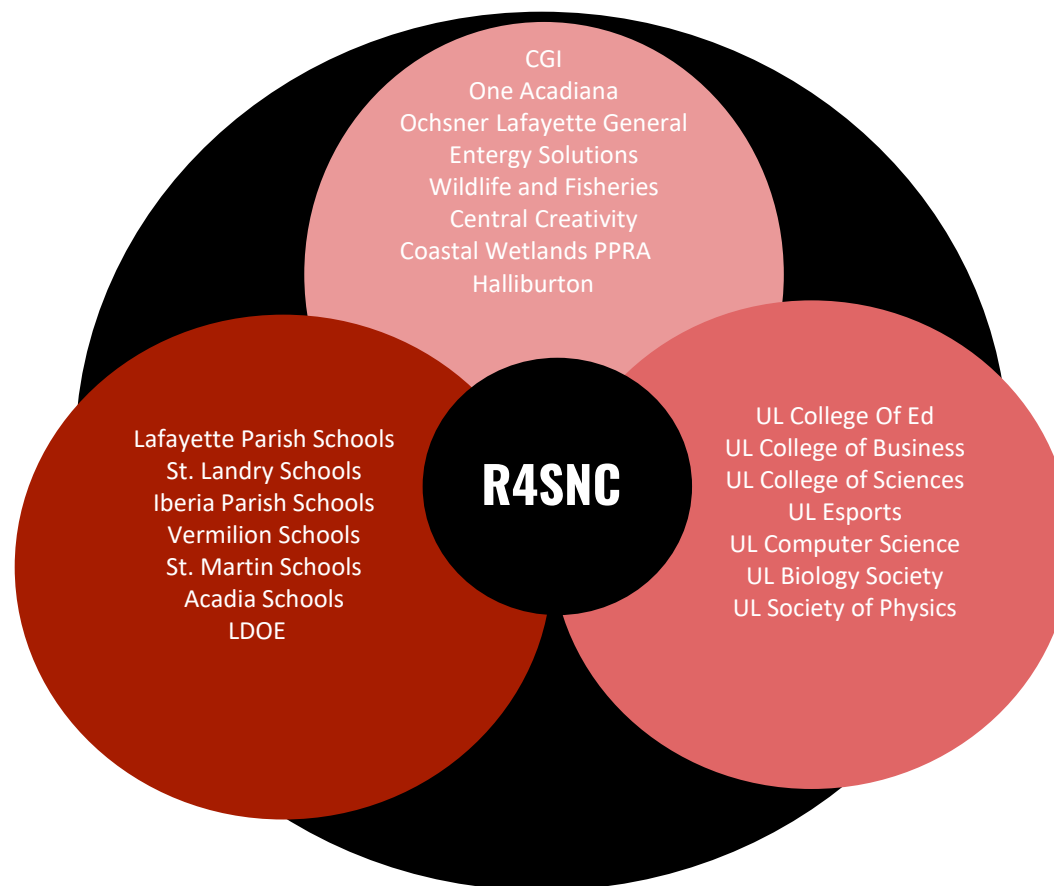 CGI
One Acadiana
Ochsner Lafayette General
Entergy Solutions
Wildlife and Fisheries
Central Creativity
Coastal Wetlands PPRA
Halliburton
Lafayette Parish Schools
St. Landry Schools
Iberia Parish Schools
Vermilion Schools
St. Martin Schools
Acadia Schools
LDOE
R4SNC
UL College Of Ed
UL College of Business
UL College of Sciences
UL Esports
UL Computer Science
UL Biology Society
UL Society of Physics